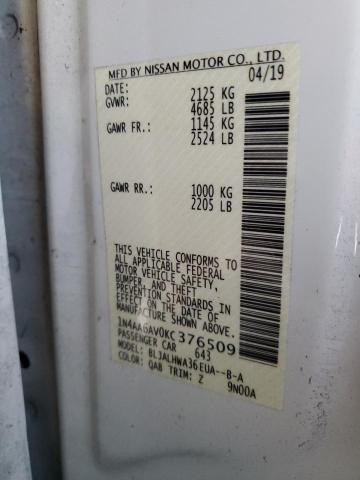 MFD BY NISSAN MOTOR CO., LTD.
DATE: 04/19
GVWR: 2125 KG
4685 LB
GAWR FR.: 1145 KG
2524 LB
GAWR RR.: 1000 KG
2205 LB
THIS VEHICLE CONFORMS TO
ALL APPLICABLE FEDERAL
MOTOR VEHICLE SAFETY,
BUMPER, AND THEFT
PREVENTION STANDARDS IN
EFFECT ON THE DATE OF
MANUFACTURE SHOWN ABOVE.
1N4AA6AV0KC376509
PASSENGER CAR 643
MODEL: BLJALHWA36EUA--B-A
COLOR: QAB TRIM: Z 9N00A